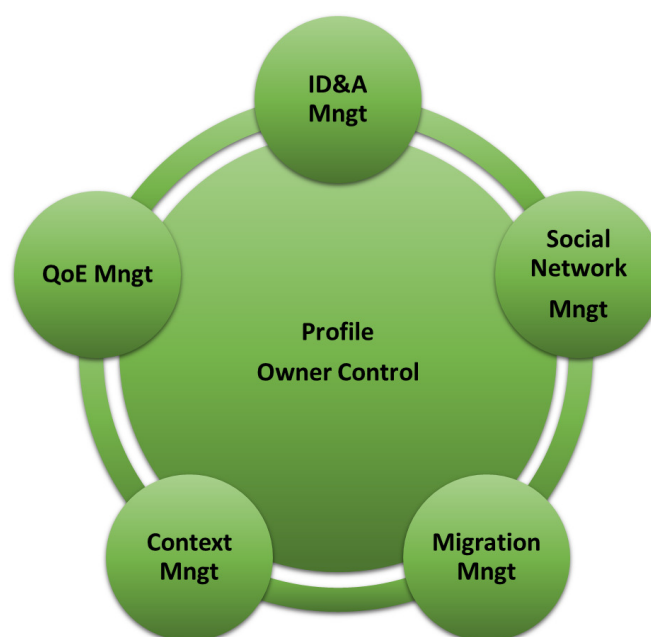 ID&A
Mngt
Social
Network
Mngt
QoE Mngt
Profile
Owner Control
Context
Mngt
Migration
Mngt